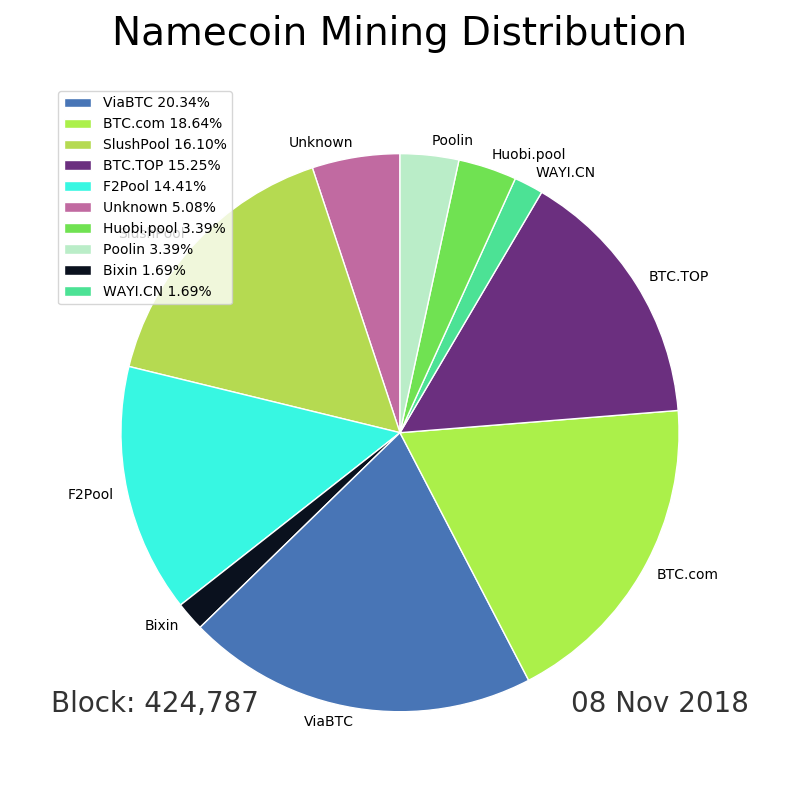 Namecoin Mining Distribution
ViaBTC 20.34%
BTC.com 18.64%
SlushPool 16.10%
BTC.TOP 15.25%
F2Pool 14.41%
Unknown 5.08%
Huobi.pool 3.39%
Poolin 3.39%
Bixin 1.69%
WAYI.CN 1.69%
Unknown
Poolin
Huobi.pool
WAYI.CN
SlushPool
BTC.TOP
F2Pool
BTC.com
Bixin
ViaBTC
Block: 424,787
08 Nov 2018